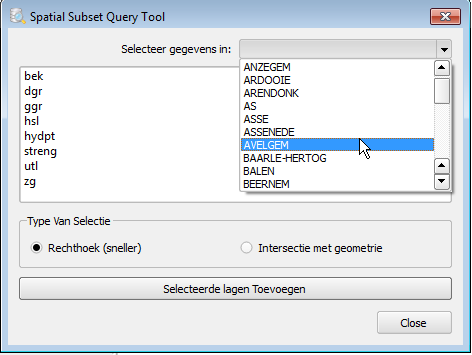 Spatial Subset Query Tool
Selecteer gegevens in:
ANZEGEM
ARDOOIE
ARENDONK
AS
ASSE
ASSENEDE
AVELGEM
BAARLE-HERTOG
BALEN
BEERNEM
bek
dgr
ggr
hsl
hydpt
streng
utl
zg
Type Van Selectie
Rechthoek (sneller)
Intersectie met geometrie
Selecteerde lagen Toevoegen
Close